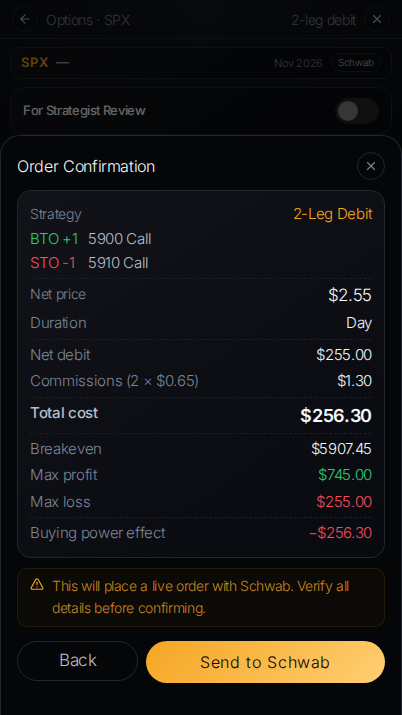 Options · SPX
2-leg debit
SPX —
Nov 2026
Schwab
For Strategist Review
Order Confirmation
Strategy 2-Leg Debit
BTO +1 5900 Call
STO -1 5910 Call
Net price $2.55
Duration Day
Net debit $255.00
Commissions (2 × $0.65) $1.30
Total cost $256.30
Breakeven $5907.45
Max profit $745.00
Max loss $255.00
Buying power effect −$256.30
This will place a live order with Schwab. Verify all
details before confirming.
Back
Send to Schwab